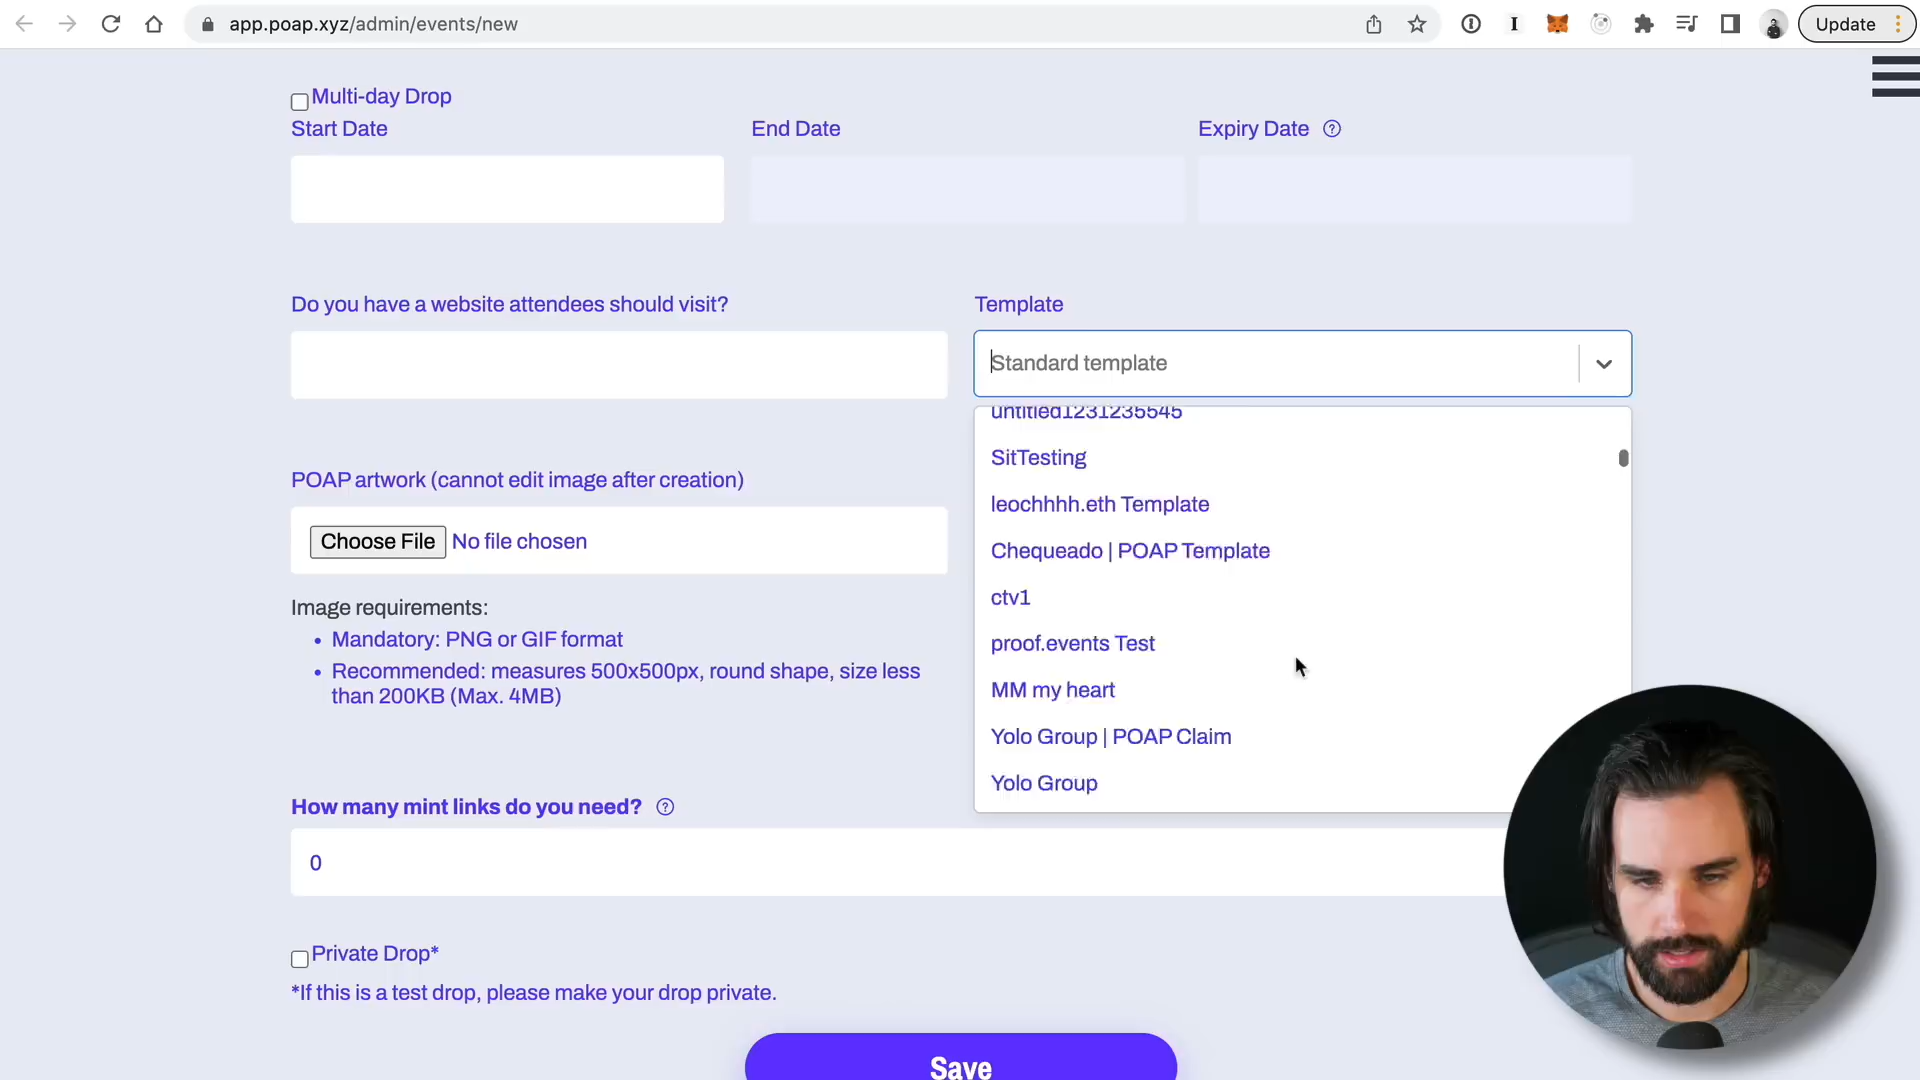 app.poap.xyz/admin/events/new
Update
Multi-day Drop
Start Date
End Date
Expiry Date
Do you have a website attendees should visit?
Template
Standard template
untitled1231235545
SitTesting
leochhhh.eth Template
Chequeado | POAP Template
ctv1
proof.events Test
MM my heart
Yolo Group | POAP Claim
Yolo Group
POAP artwork (cannot edit image after creation)
Choose File No file chosen
Image requirements:
• Mandatory: PNG or GIF format
• Recommended: measures 500x500px, round shape, size less
than 200KB (Max. 4MB)
How many mint links do you need?
0
Private Drop*
*If this is a test drop, please make your drop private.
Save